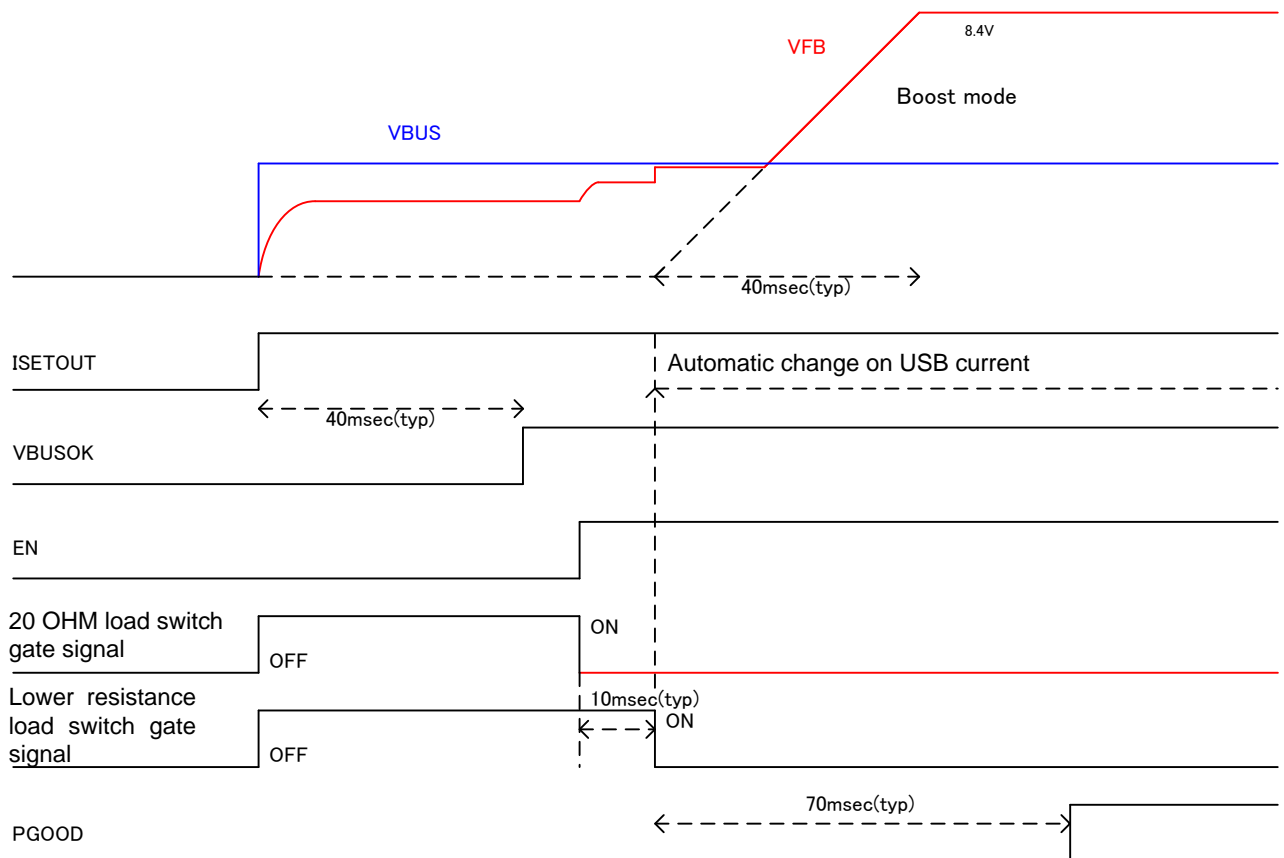 8.4V
VFB
Boost mode
VBUS
40msec(typ)
ISETOUT
Automatic change on USB current
40msec(typ)
VBUSOK
EN
20 OHM load switch
gate signal
ON
OFF
Lower resistance
load switch gate
signal
10msec(typ)
ON
OFF
70msec(typ)
PGOOD